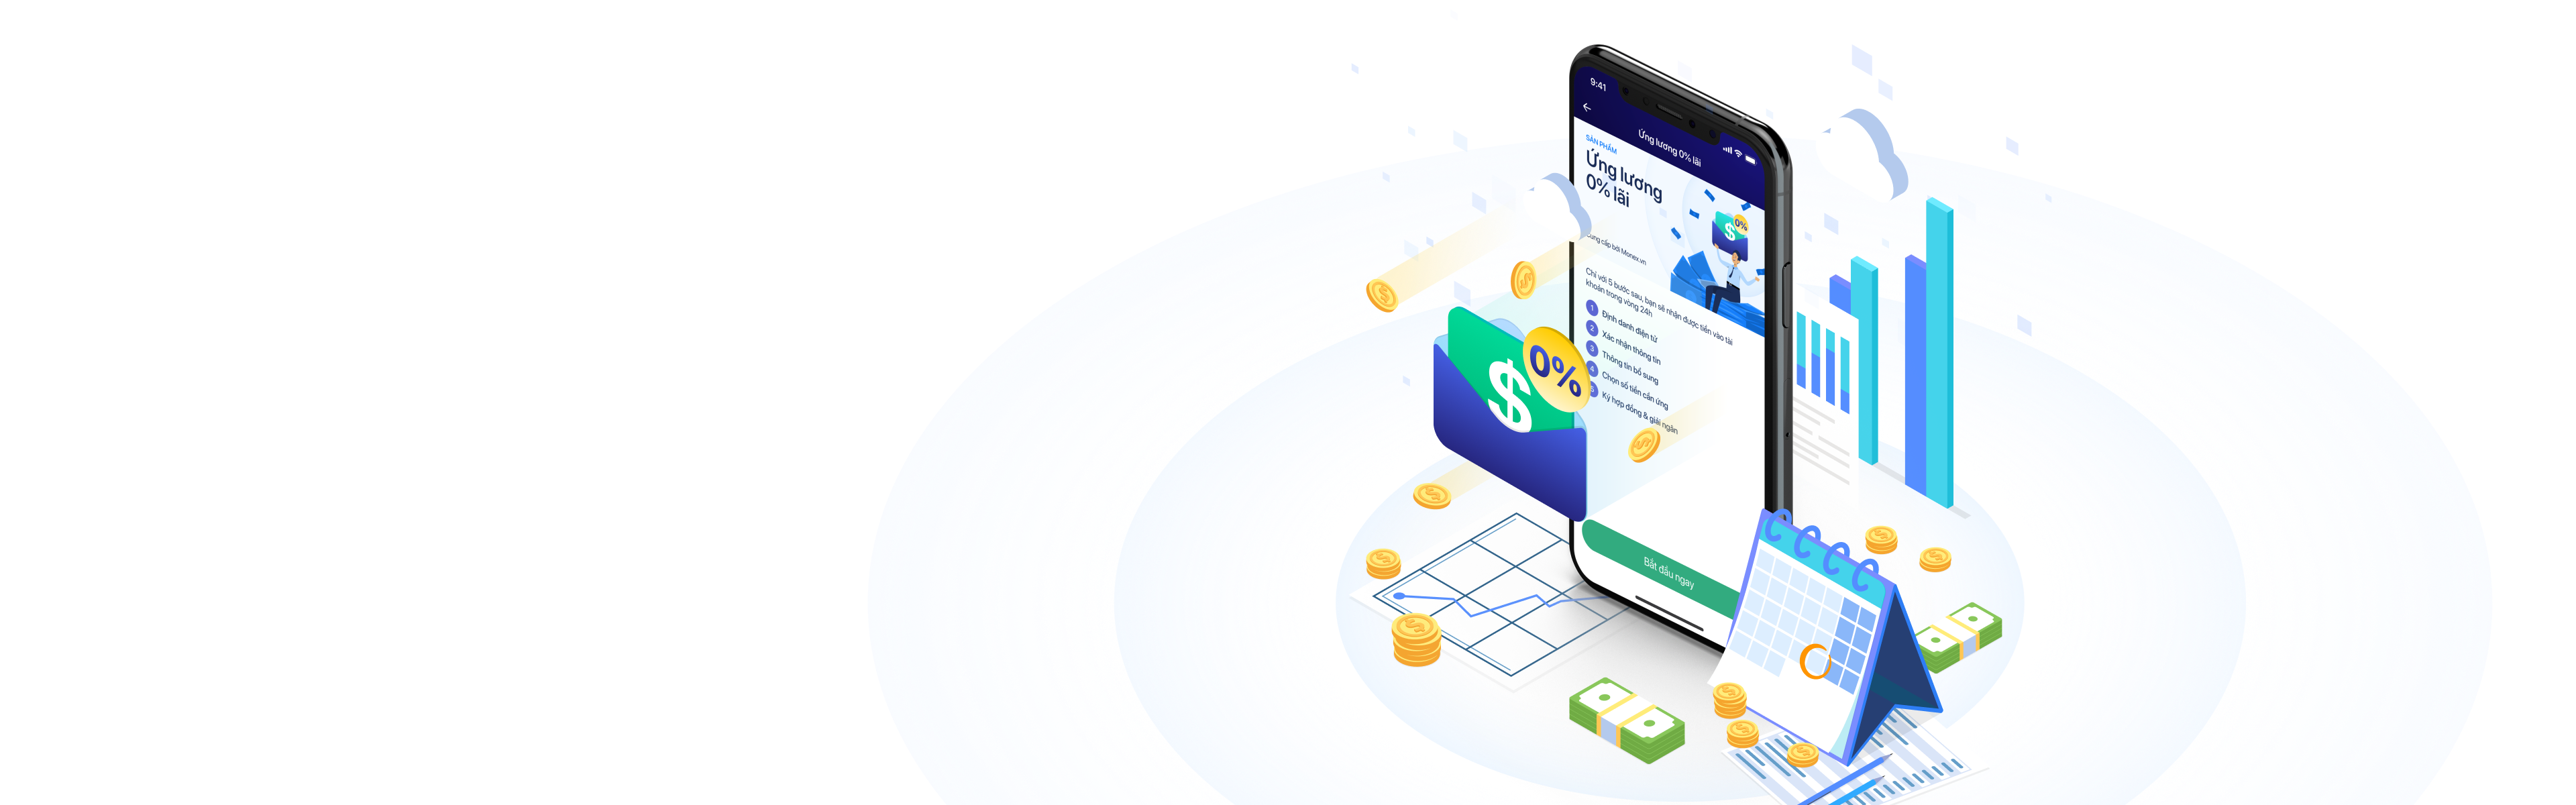 9:41
Ứng lương 0% lãi
SẢN PHẨM
Ứng lương
0% lãi
0%
$
Cung cấp bởi Monex.vn
Chỉ với 5 bước sau, bạn sẽ nhận được tiền vào tài
khoản trong vòng 24h
1 Định danh điện tử
2 Xác nhận thông tin
3 Thông tin bổ sung
4 Chọn số tiền cần ứng
5 Ký hợp đồng & giải ngân
0%
$
Bắt đầu ngay